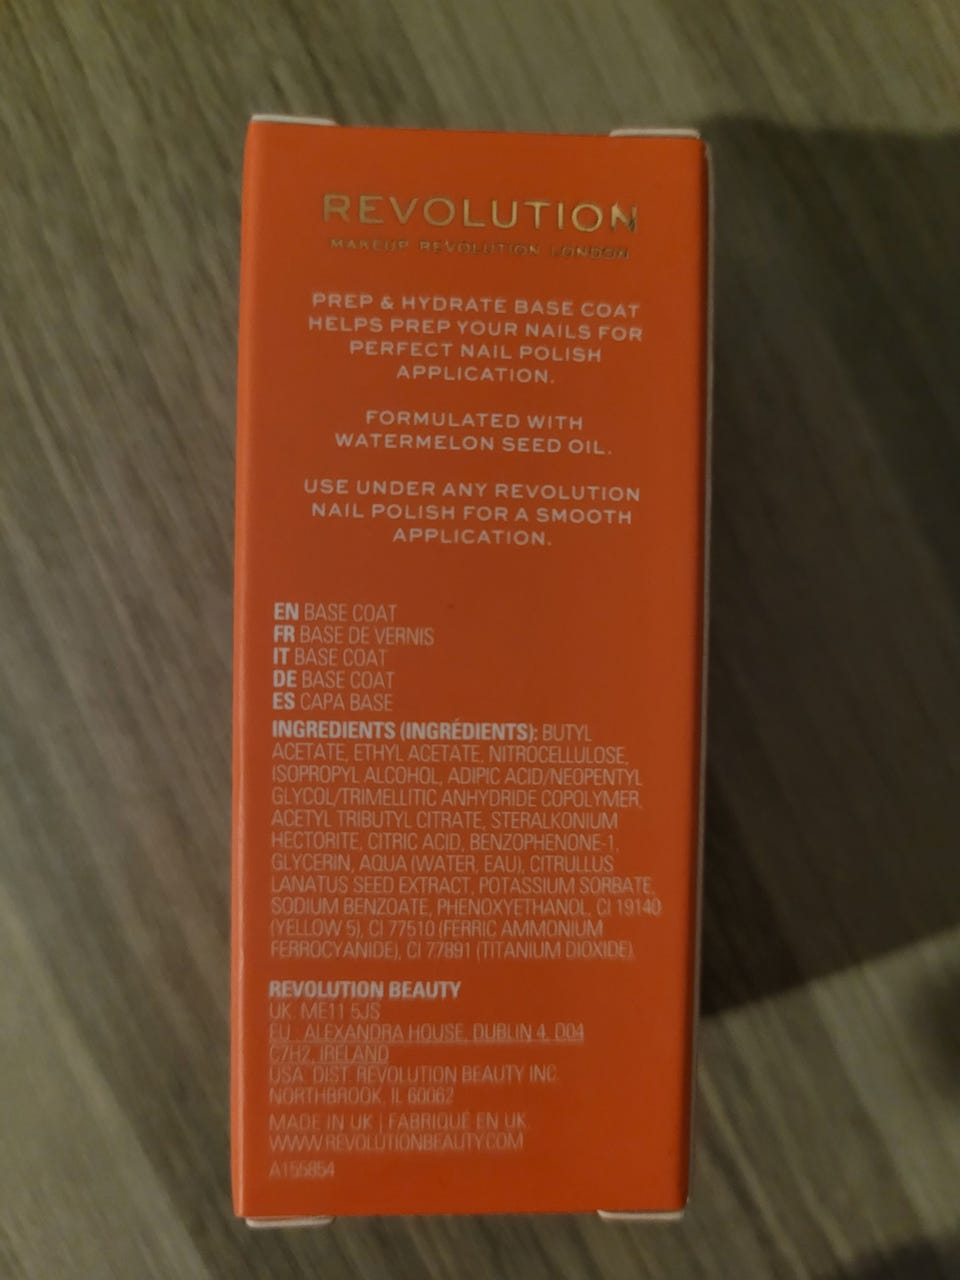 REVOLUTION
MAKEUP REVOLUTION LONDON
PREP & HYDRATE BASE COAT
HELPS PREP YOUR NAILS FOR
PERFECT NAIL POLISH
APPLICATION.
FORMULATED WITH
WATERMELON SEED OIL.
USE UNDER ANY REVOLUTION
NAIL POLISH FOR A SMOOTH
APPLICATION.
EN BASE COAT
FR BASE DE VERNIS
IT BASE COAT
DE BASE COAT
ES CAPA BASE
INGREDIENTS (INGRÉDIENTS): BUTYL
ACETATE, ETHYL ACETATE, NITROCELLULOSE,
ISOPROPYL ALCOHOL, ADIPIC ACID/NEOPENTYL
GLYCOL/TRIMELLITIC ANHYDRIDE COPOLYMER,
ACETYL TRIBUTYL CITRATE, STERALKONIUM
HECTORITE, CITRIC ACID, BENZOPHENONE-1,
GLYCERIN, AQUA (WATER, EAU), CITRULLUS
LANATUS SEED EXTRACT, POTASSIUM SORBATE,
SODIUM BENZOATE, PHENOXYETHANOL, CI 19140
(YELLOW 5), CI 77510 (FERRIC AMMONIUM
FERROCYANIDE), CI 77891 (TITANIUM DIOXIDE).
REVOLUTION BEAUTY
UK. ME11 5JS
EU: ALEXANDRA HOUSE, DUBLIN 4, D04
C7H2, IRELAND
USA. DIST. REVOLUTION BEAUTY INC.
NORTHBROOK, IL 60062
MADE IN UK | FABRIQUÉ EN UK
WWW.REVOLUTIONBEAUTY.COM
A155854